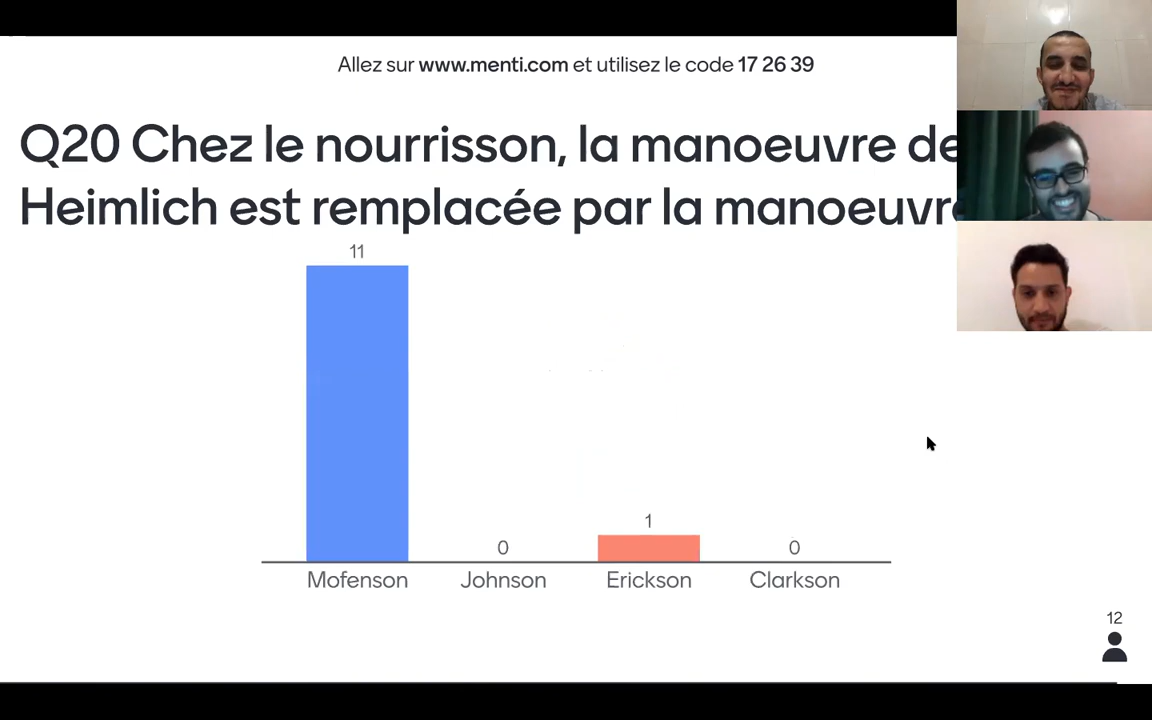 Allez sur www.menti.com et utilisez le code 17 26 39
Q20 Chez le nourrisson, la manoeuvre de
Heimlich est remplacée par la manoeuvre
11
0
1
0
Mofenson
Johnson
Erickson
Clarkson
12